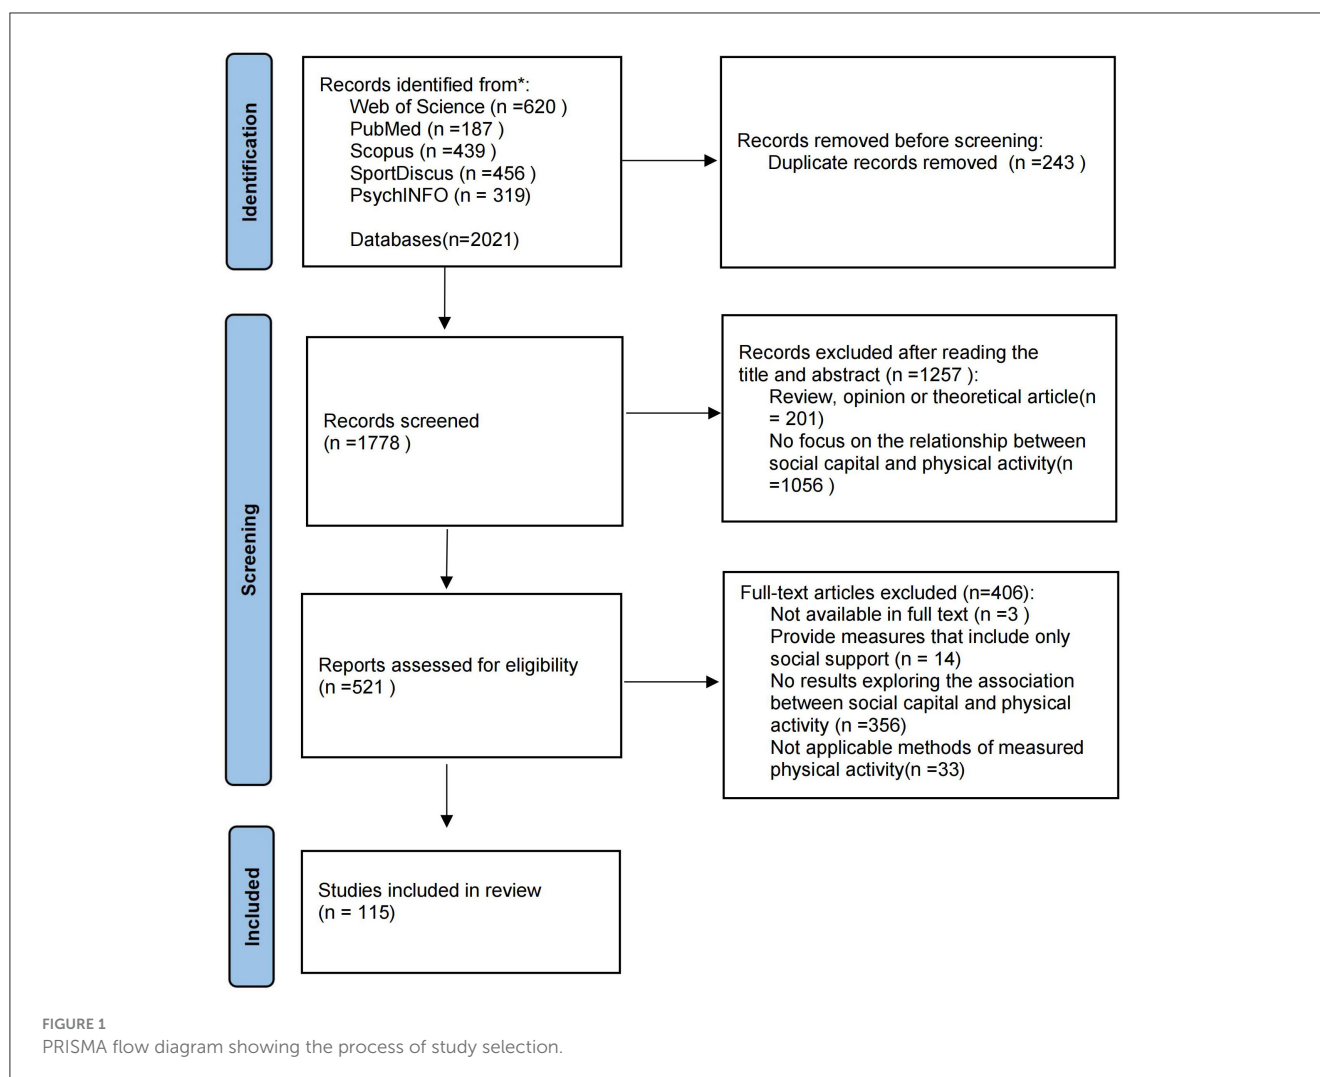 Identification
Records identified from*:
Web of Science (n =620 )
PubMed (n =187 )
Scopus (n =439 )
SportDiscus (n =456 )
PsychINFO (n = 319)
Databases(n=2021)
Records removed before screening:
Duplicate records removed (n =243 )
Screening
Records screened
(n =1778 )
Records excluded after reading the
title and abstract (n =1257 ):
Review, opinion or theoretical article(n
= 201)
No focus on the relationship between
social capital and physical activity(n
=1056 )
Reports assessed for eligibility
(n =521 )
Full-text articles excluded (n=406):
Not available in full text (n =3 )
Provide measures that include only
social support (n = 14)
No results exploring the association
between social capital and physical
activity (n =356)
Not applicable methods of measured
physical activity(n =33)
Included
Studies included in review
(n = 115)
FIGURE 1
PRISMA flow diagram showing the process of study selection.